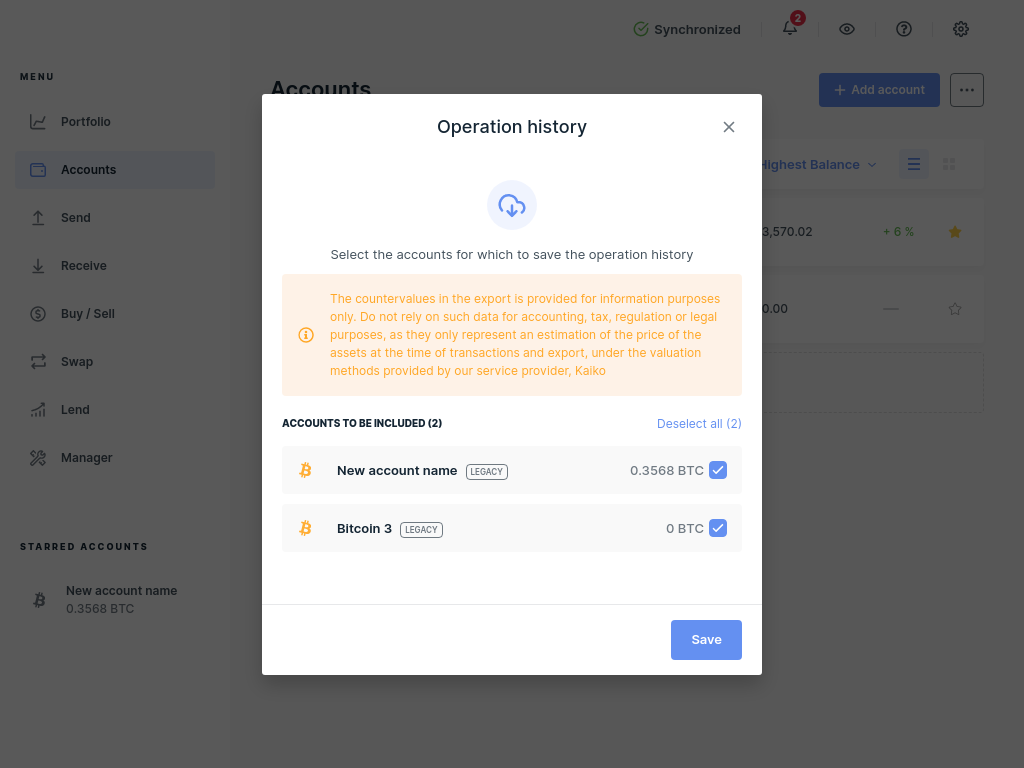 Synchronized
2
MENU
Portfolio
Accounts
Send
Receive
Buy / Sell
Swap
Lend
Manager
STARRED ACCOUNTS
New account name
0.3568 BTC
Accounts
Add account
Highest Balance
3,570.02
+ 6 %
0.00
—
Operation history
Select the accounts for which to save the operation history
The countervalues in the export is provided for information purposes
only. Do not rely on such data for accounting, tax, regulation or legal
purposes, as they only represent an estimation of the price of the
assets at the time of transactions and export, under the valuation
methods provided by our service provider, Kaiko
ACCOUNTS TO BE INCLUDED (2)
Deselect all (2)
New account name LEGACY 0.3568 BTC
Bitcoin 3 LEGACY 0 BTC
Save